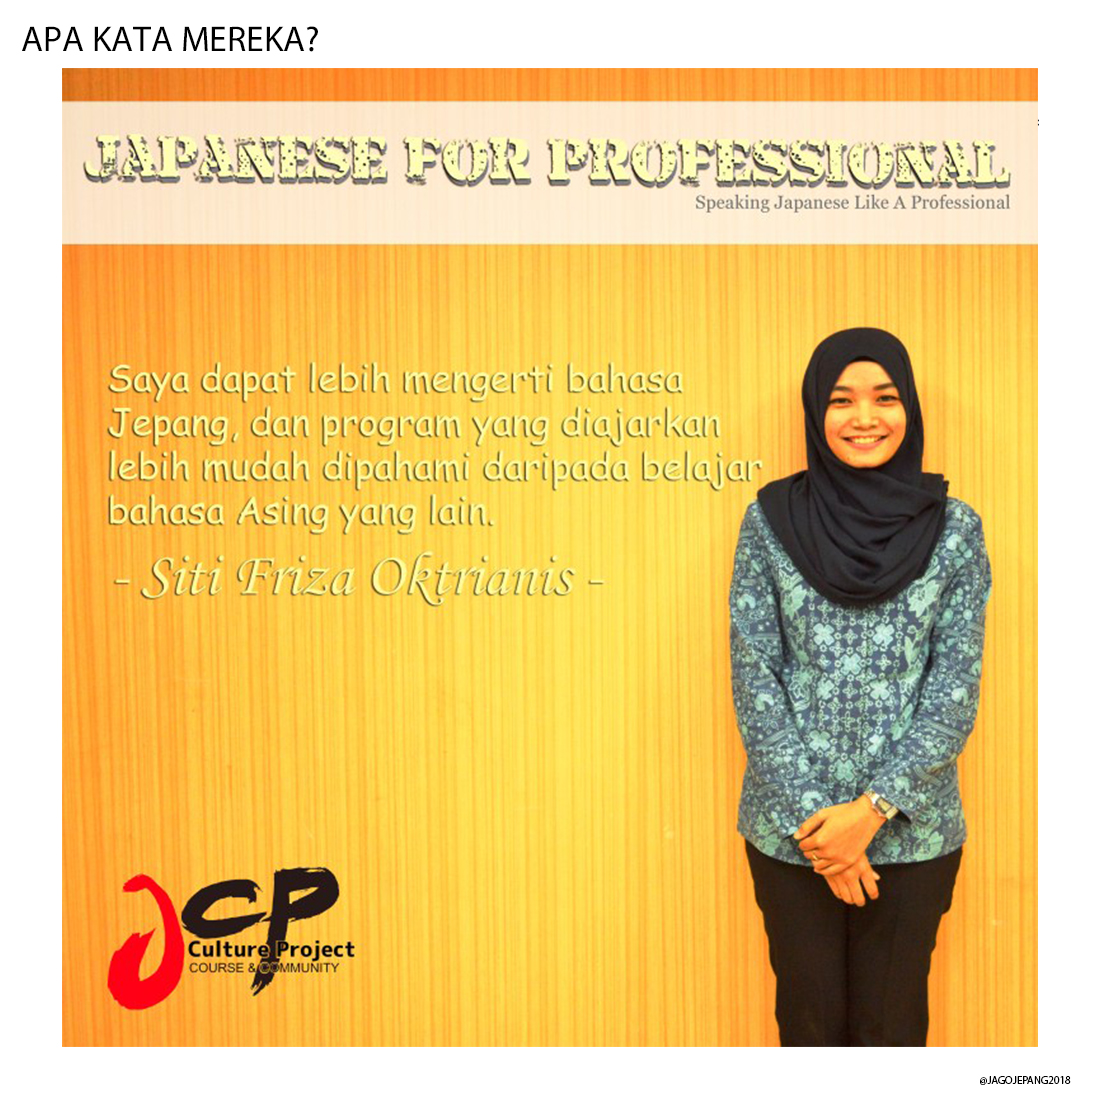 APA KATA MEREKA?
JAPANESE FOR PROFESSIONAL
Speaking Japanese Like A Professional
Saya dapat lebih mengerti bahasa
Jepang, dan program yang diajarkan
lebih mudah dipahami daripada belajar
bahasa Asing yang lain.
- Siti Friza Oktrianis -
JCP
Culture Project
COURSE & COMMUNITY
@JAGOJEPANG2018